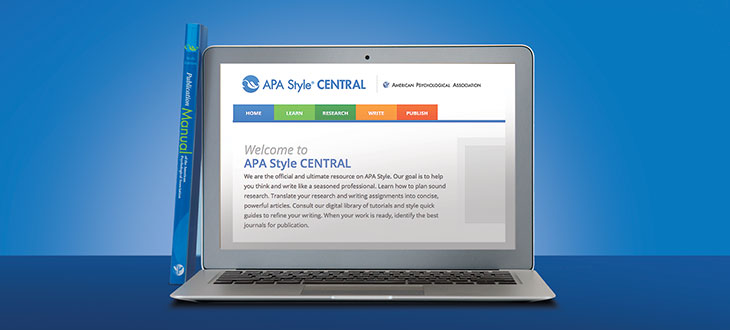 Publication
Manual
of the American
Psychological Association
APA Style® CENTRAL
AMERICAN PSYCHOLOGICAL ASSOCIATION
HOME
LEARN
RESEARCH
WRITE
PUBLISH
Welcome to
APA Style CENTRAL
We are the official and ultimate resource on APA Style. Our goal is to help
you think and write like a seasoned professional. Learn how to plan sound
research. Translate your research and writing assignments into concise,
powerful articles. Consult our digital library of tutorials and style quick
guides to refine your writing. When your work is ready, identify the best
journals for publication.